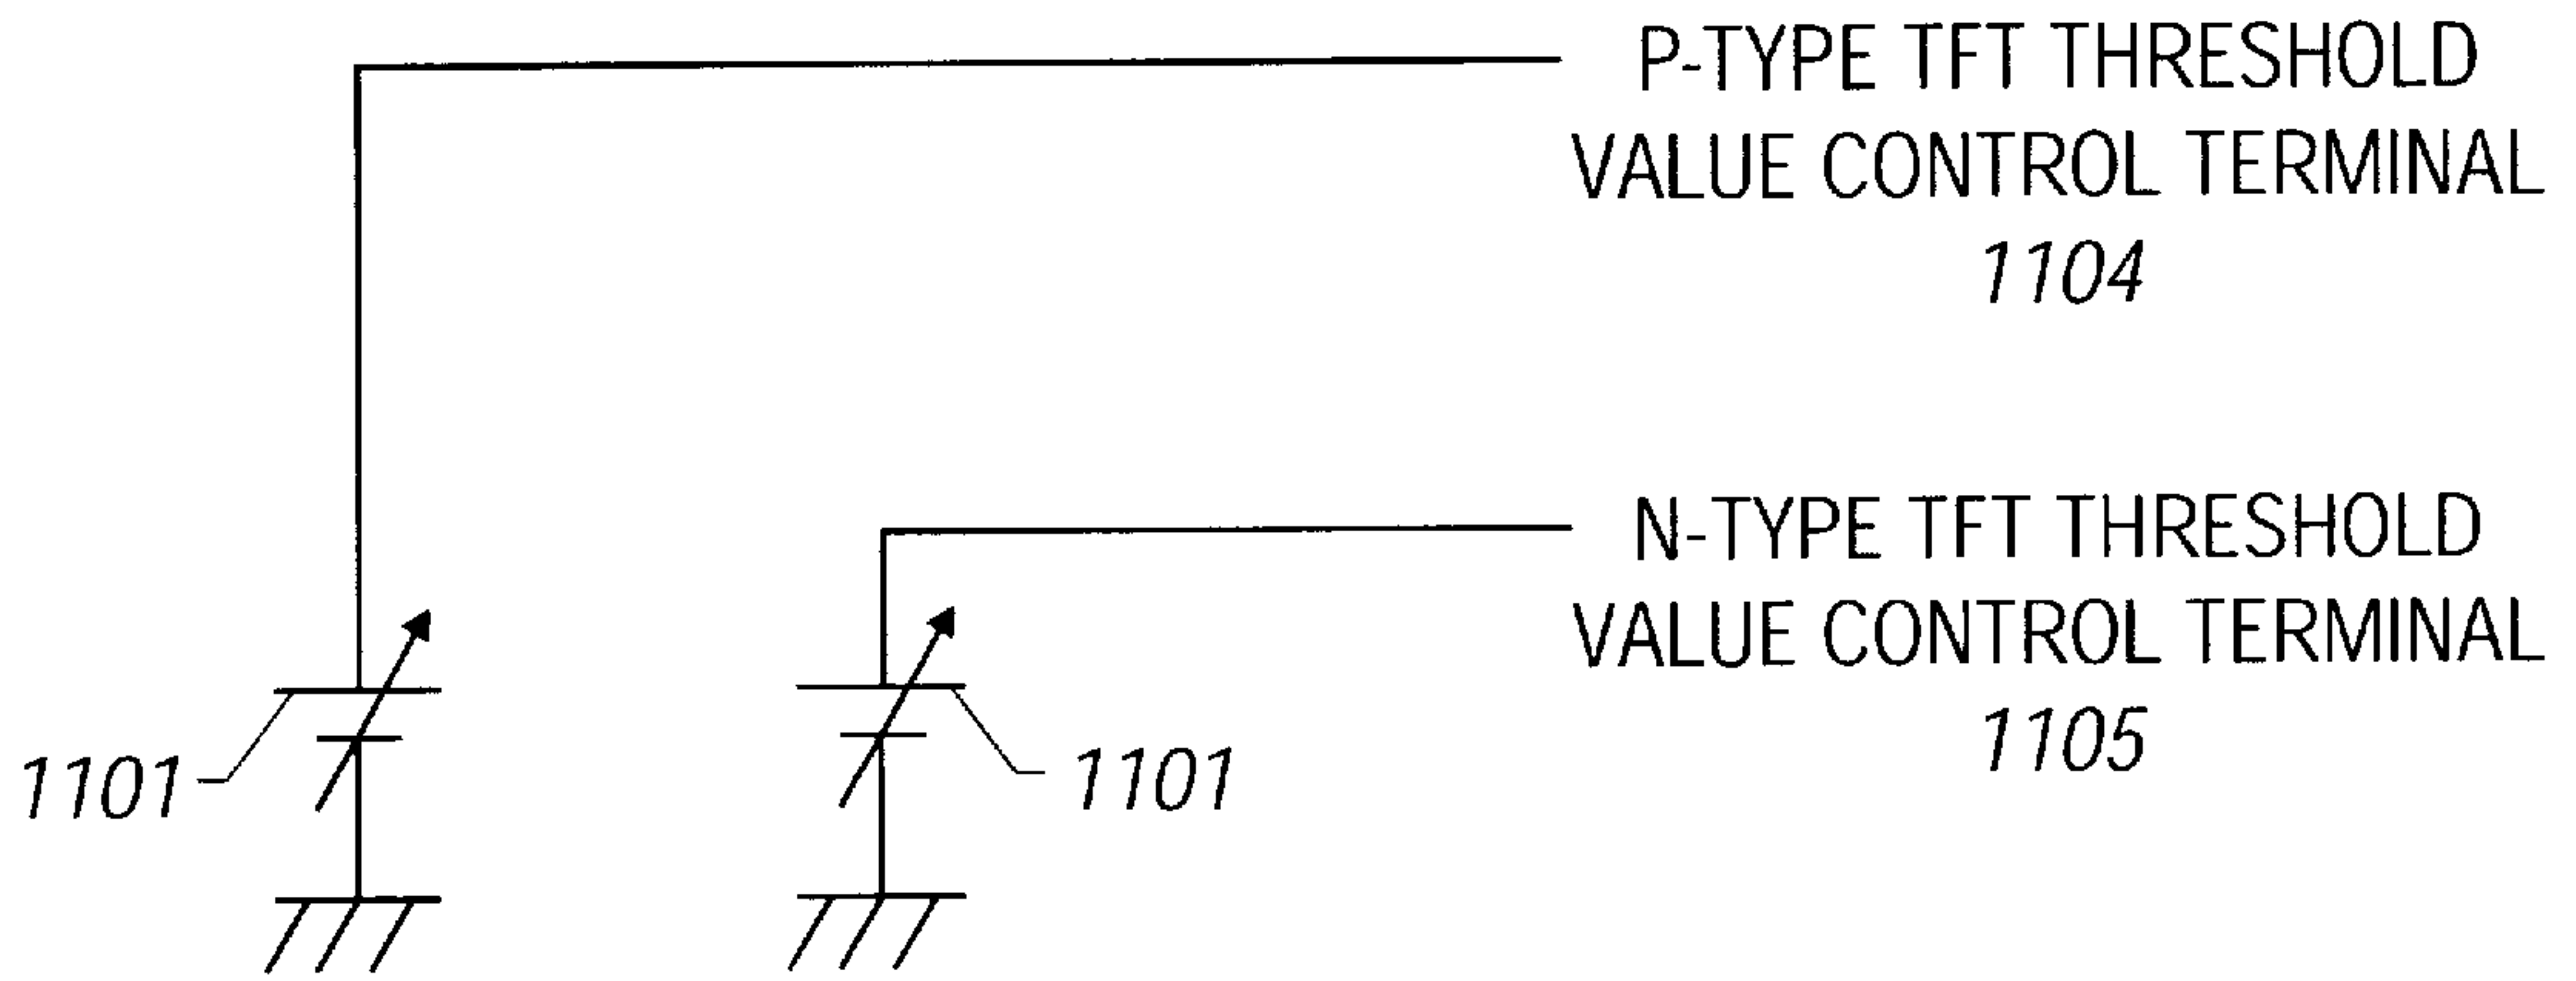 P-TYPE TFT THRESHOLD
VALUE CONTROL TERMINAL
1104
N-TYPE TFT THRESHOLD
VALUE CONTROL TERMINAL
1105
1101
1101